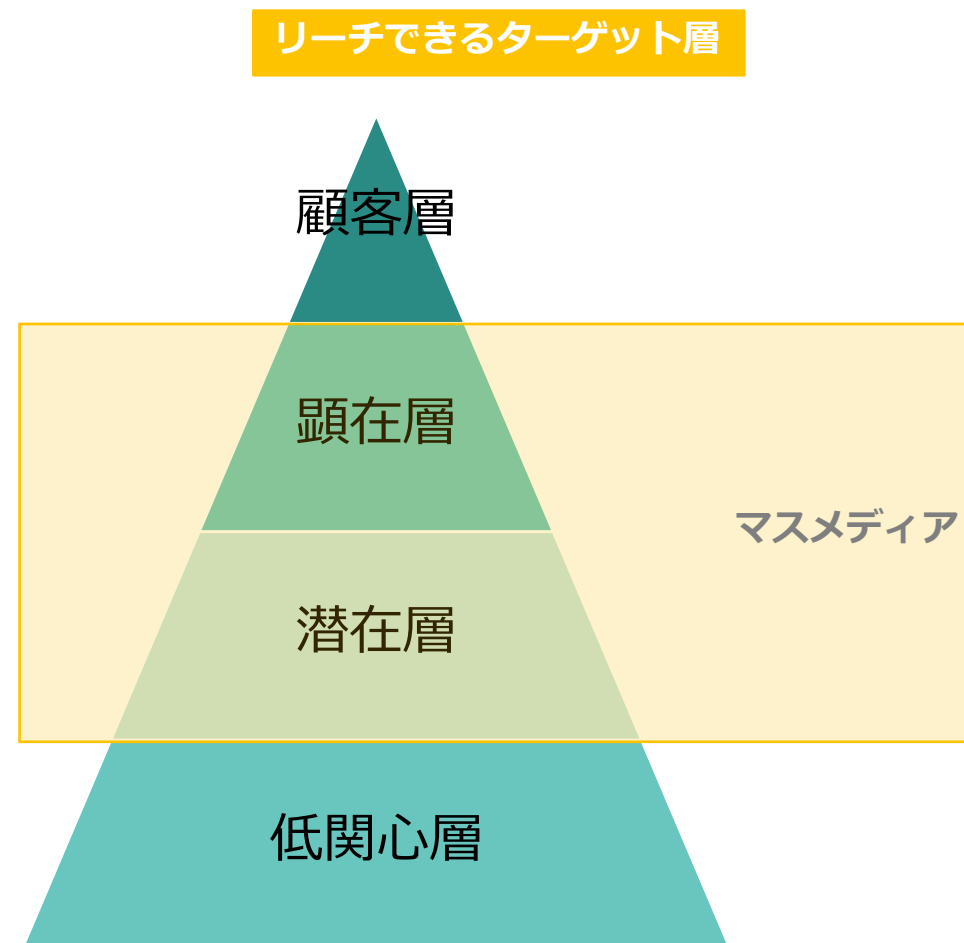 リーチできるターゲット層
顧客層
顕在層
マスメディア
潜在層
低関心層